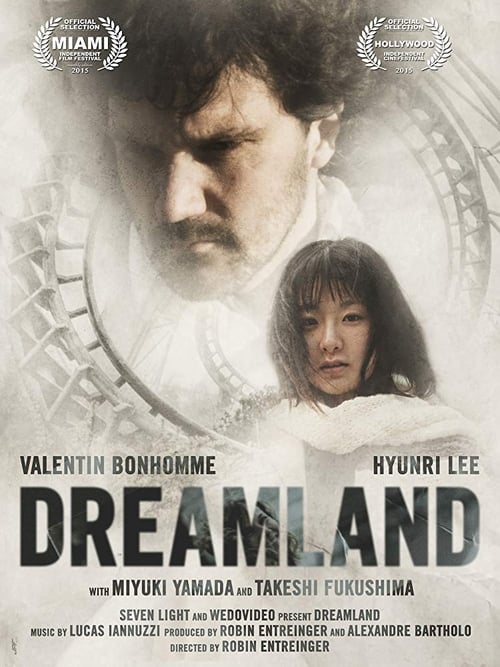 OFFICIAL SELECTION
MIAMI
INDEPENDENT
FILM FESTIVAL
2015
OFFICIAL SELECTION
HOLLYWOOD
INDEPENDENT
CINEFESTIVAL
2015
VALENTIN BONHOMME
HYUNRI LEE
DREAMLAND
WITH MIYUKI YAMADA AND TAKESHI FUKUSHIMA
SEVEN LIGHT AND WEDOVIDEO PRESENT DREAMLAND
MUSIC BY LUCAS IANNUZZI PRODUCED BY ROBIN ENTREINGER AND ALEXANDRE BARTHOLO
DIRECTED BY ROBIN ENTREINGER